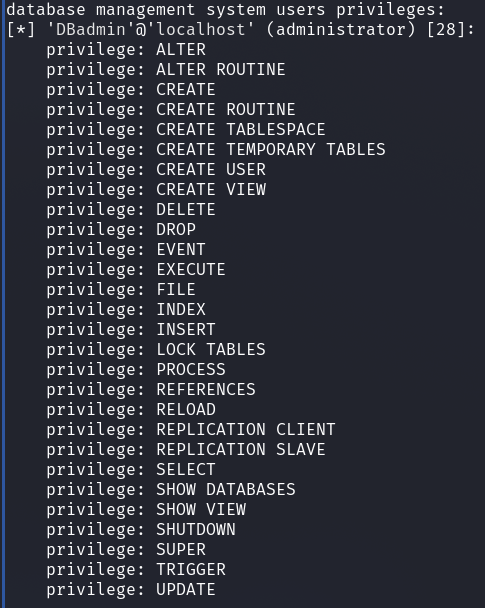 database management system users privileges:
[*] 'DBadmin'@'localhost' (administrator) [28]:
    privilege: ALTER
    privilege: ALTER ROUTINE
    privilege: CREATE
    privilege: CREATE ROUTINE
    privilege: CREATE TABLESPACE
    privilege: CREATE TEMPORARY TABLES
    privilege: CREATE USER
    privilege: CREATE VIEW
    privilege: DELETE
    privilege: DROP
    privilege: EVENT
    privilege: EXECUTE
    privilege: FILE
    privilege: INDEX
    privilege: INSERT
    privilege: LOCK TABLES
    privilege: PROCESS
    privilege: REFERENCES
    privilege: RELOAD
    privilege: REPLICATION CLIENT
    privilege: REPLICATION SLAVE
    privilege: SELECT
    privilege: SHOW DATABASES
    privilege: SHOW VIEW
    privilege: SHUTDOWN
    privilege: SUPER
    privilege: TRIGGER
    privilege: UPDATE